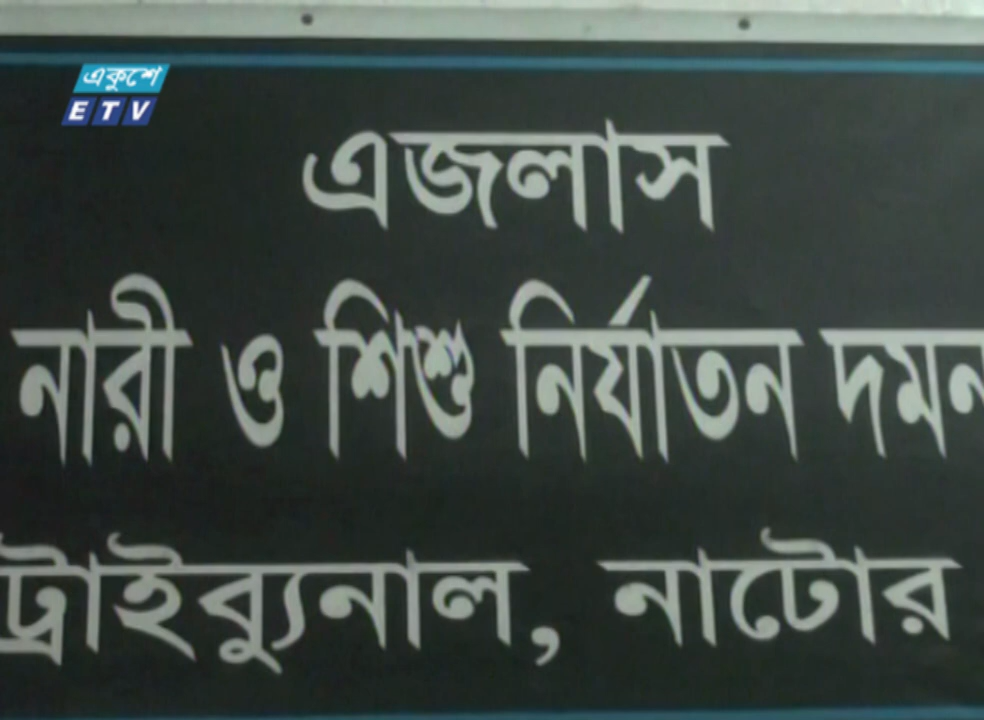 একুশে
ETV
এজলাস
নারী ও শিশু নির্যাতন দমন
ট্রাইব্যুনাল, নাটোর